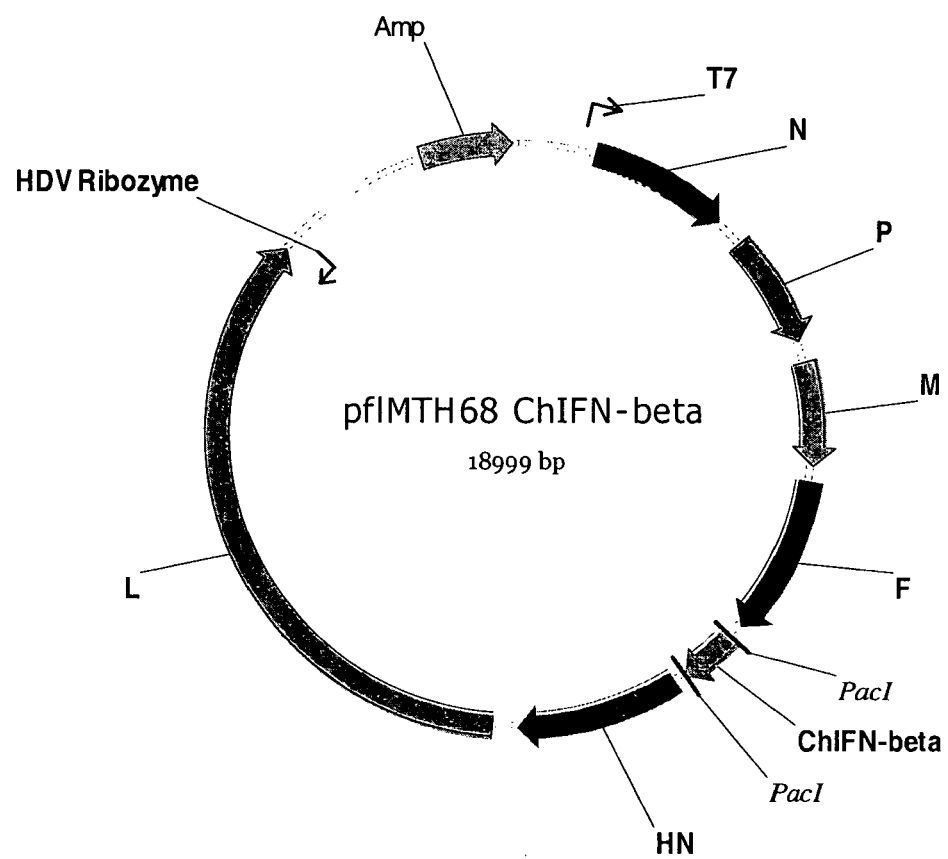 Amp
T7
N
HDV Ribozyme
P
M
pflMTH68 ChIFN-beta
18999 bp
L
F
PacI
ChIFN-beta
PacI
HN